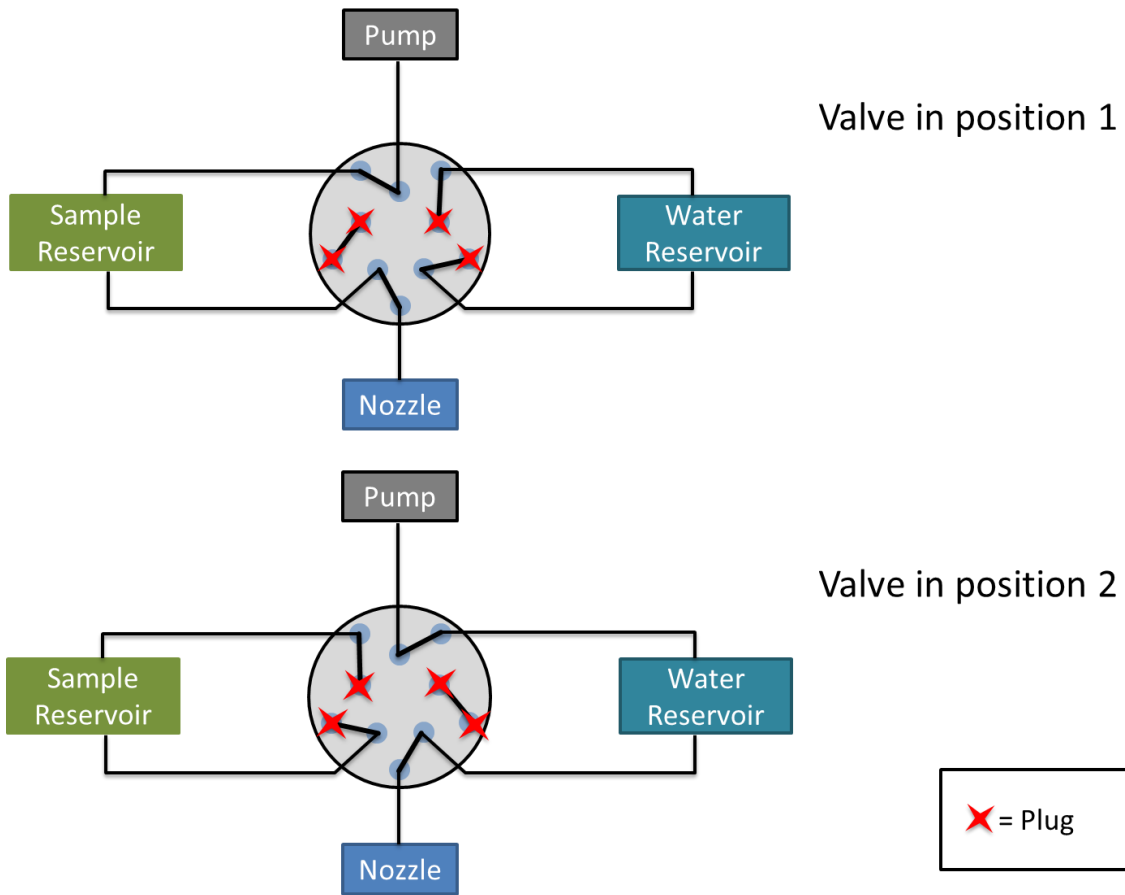 Pump
Valve in position 1
Sample
Reservoir
Water
Reservoir
Nozzle
Pump
Valve in position 2
Sample
Reservoir
Water
Reservoir
= Plug
Nozzle